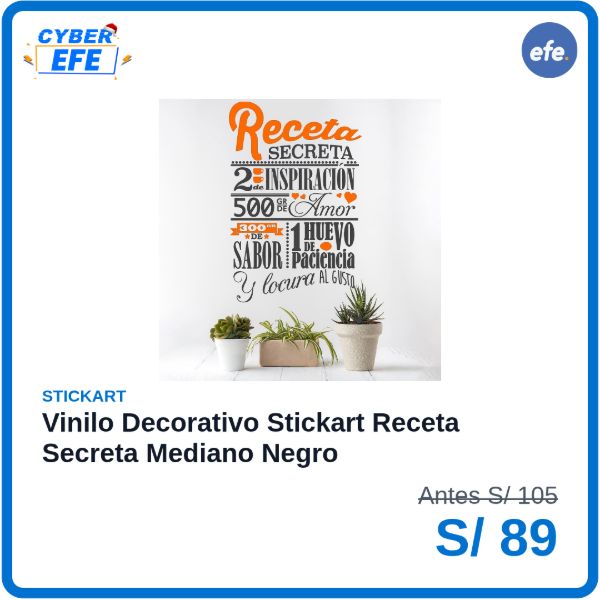 CYBER
EFE
efe.
Receta
SECRETA
2 de INSPIRACIÓN
500 GR DE Amor
300 GR
DE
SABOR
1 HUEVO
DE
Paciencia
Y locura AL GUSTO
STICKART
Vinilo Decorativo Stickart Receta
Secreta Mediano Negro
Antes S/ 105
S/ 89